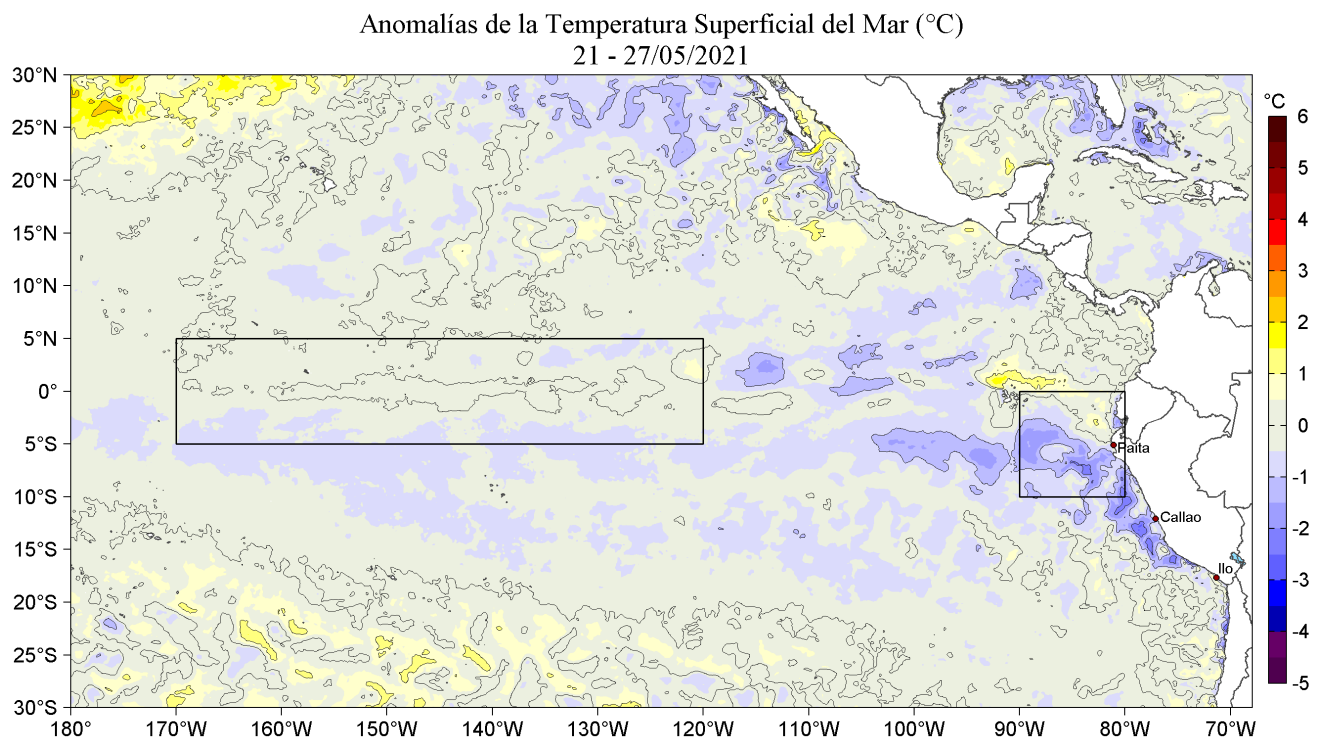 Anomalías de la Temperatura Superficial del Mar (°C)
21 - 27/05/2021
30°N
25°N
20°N
15°N
10°N
5°N
0°
5°S
10°S
15°S
20°S
25°S
30°S
180
170°W
160°W
150°W
140°W
130°W
120°W
110°W
100°W
90°W
80°W
70°W
Paita
Callao
Ilo
°C
6
5
4
3
2
1
0
-1
-2
-3
-4
-5